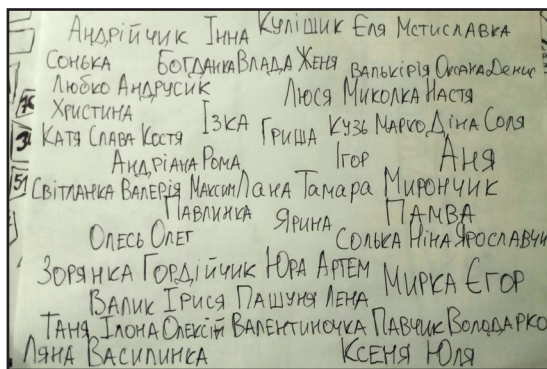 Андрійчик Інна Кулішик Еля Мстиславка
Сонька Богданка Влада Женя Валькірія Оксана Денис
Любко Андрусик Люся Миколка Настя
Христина Ізка Гриша Кузь Марко Діна Соля
Катя Слава Костя
Андріана Рома Ігор Аня
Світланка Валерія Максим Лана Тамара Мирончик
Павлинка Ярина Памва
Олесь Олег Солька Ніна Ярославчи
Зорянка Гордійчик Юра Артем Мирка Єгор
Валик Ірися Пашуня Лена
Таня Ілона Олексій Валентиночка Павчик Володарко
Ляна Василинка Ксеня Юля